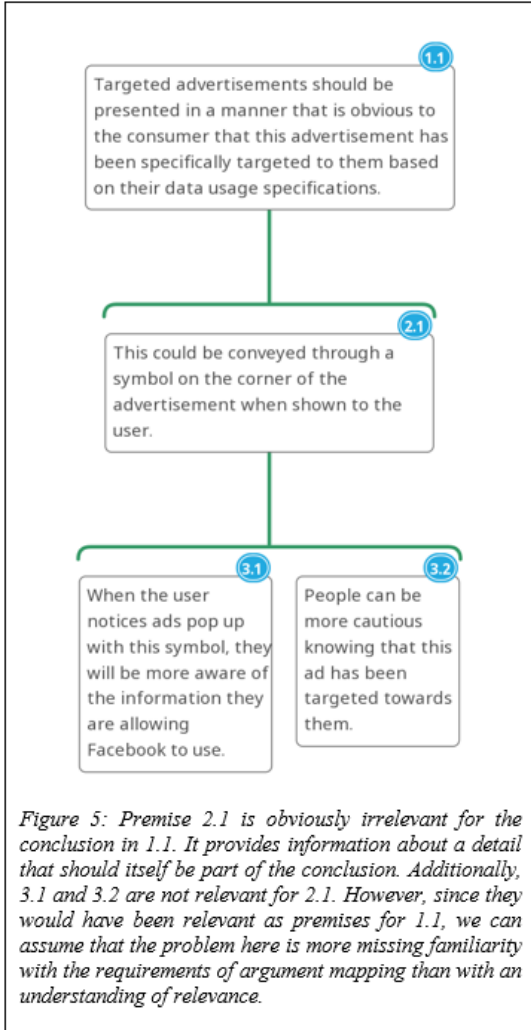 1.1
Targeted advertisements should be
presented in a manner that is obvious to
the consumer that this advertisement has
been specifically targeted to them based
on their data usage specifications.
2.1
This could be conveyed through a
symbol on the corner of the
advertisement when shown to the
user.
3.1
When the user
notices ads pop up
with this symbol, they
will be more aware of
the information they
are allowing
Facebook to use.
3.2
People can be
more cautious
knowing that this
ad has been
targeted towards
them.
Figure 5: Premise 2.1 is obviously irrelevant for the
conclusion in 1.1. It provides information about a detail
that should itself be part of the conclusion. Additionally,
3.1 and 3.2 are not relevant for 2.1. However, since they
would have been relevant as premises for 1.1, we can
assume that the problem here is more missing familiarity
with the requirements of argument mapping than with an
understanding of relevance.